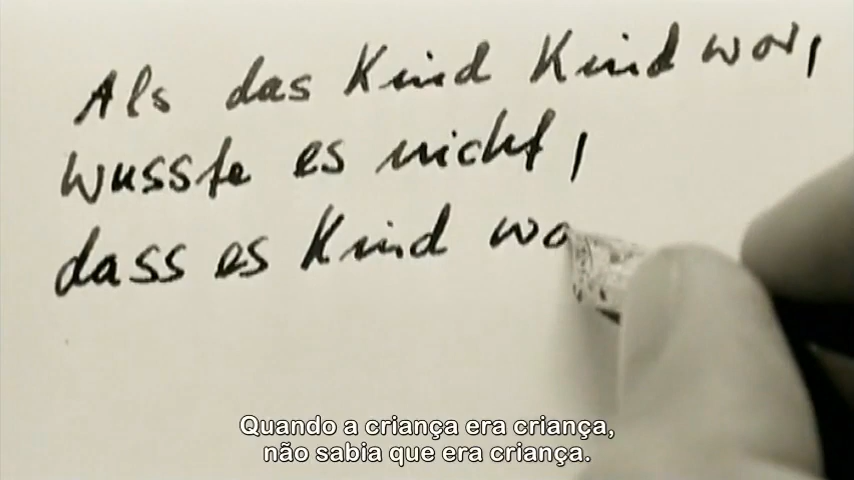 Als das Kind Kind war,
wusste es nicht,
dass es Kind wa
Quando a criança era criança,
não sabia que era criança.